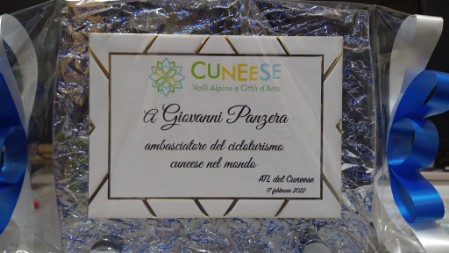 CUNEESE
Valli Alpine e Città d'Arte
A Giovanni Panzera
ambasciatore del cicloturismo
cuneese nel mondo
ATL del Cuneese
17 febbraio 2022